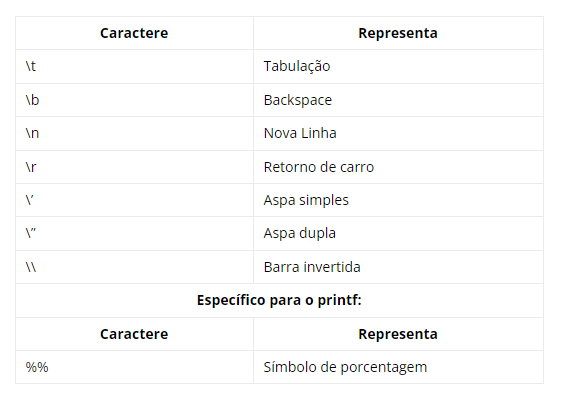 Caractere Representa
\t Tabulação
\b Backspace
\n Nova Linha
\r Retorno de carro
\’ Aspa simples
\” Aspa dupla
\\ Barra invertida
Específico para o printf:
Caractere Representa
%% Símbolo de porcentagem